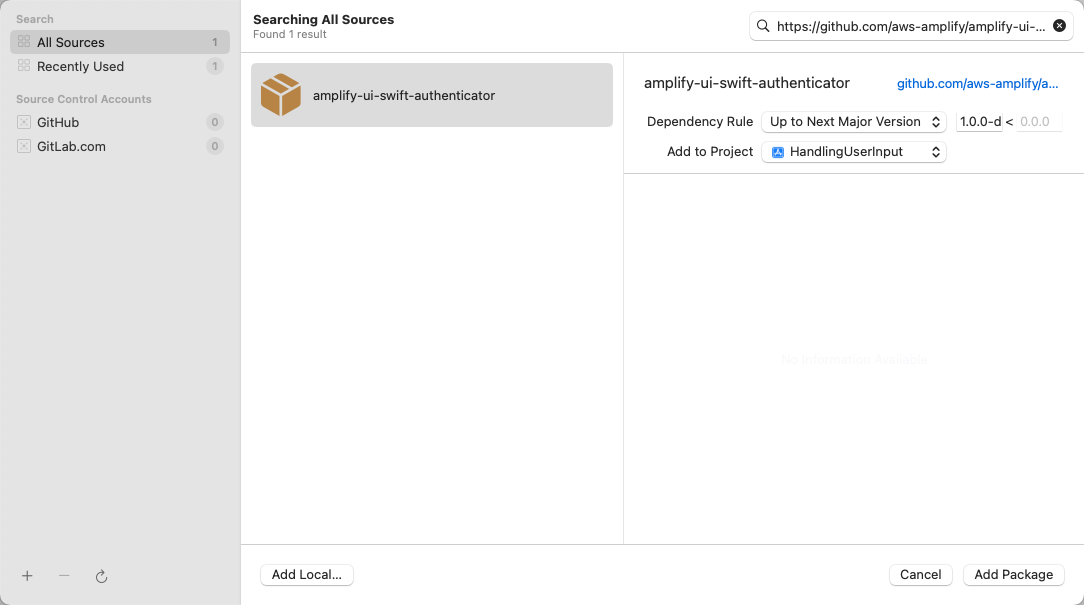 Search
All Sources 1
Recently Used 1
Source Control Accounts
GitHub 0
GitLab.com 0
Searching All Sources
Found 1 result
https://github.com/aws-amplify/amplify-ui-...
amplify-ui-swift-authenticator
amplify-ui-swift-authenticator
github.com/aws-amplify/a...
Dependency Rule Up to Next Major Version 1.0.0-d < 0.0.0
Add to Project HandlingUserInput
No Information Available
Add Local...
Cancel
Add Package